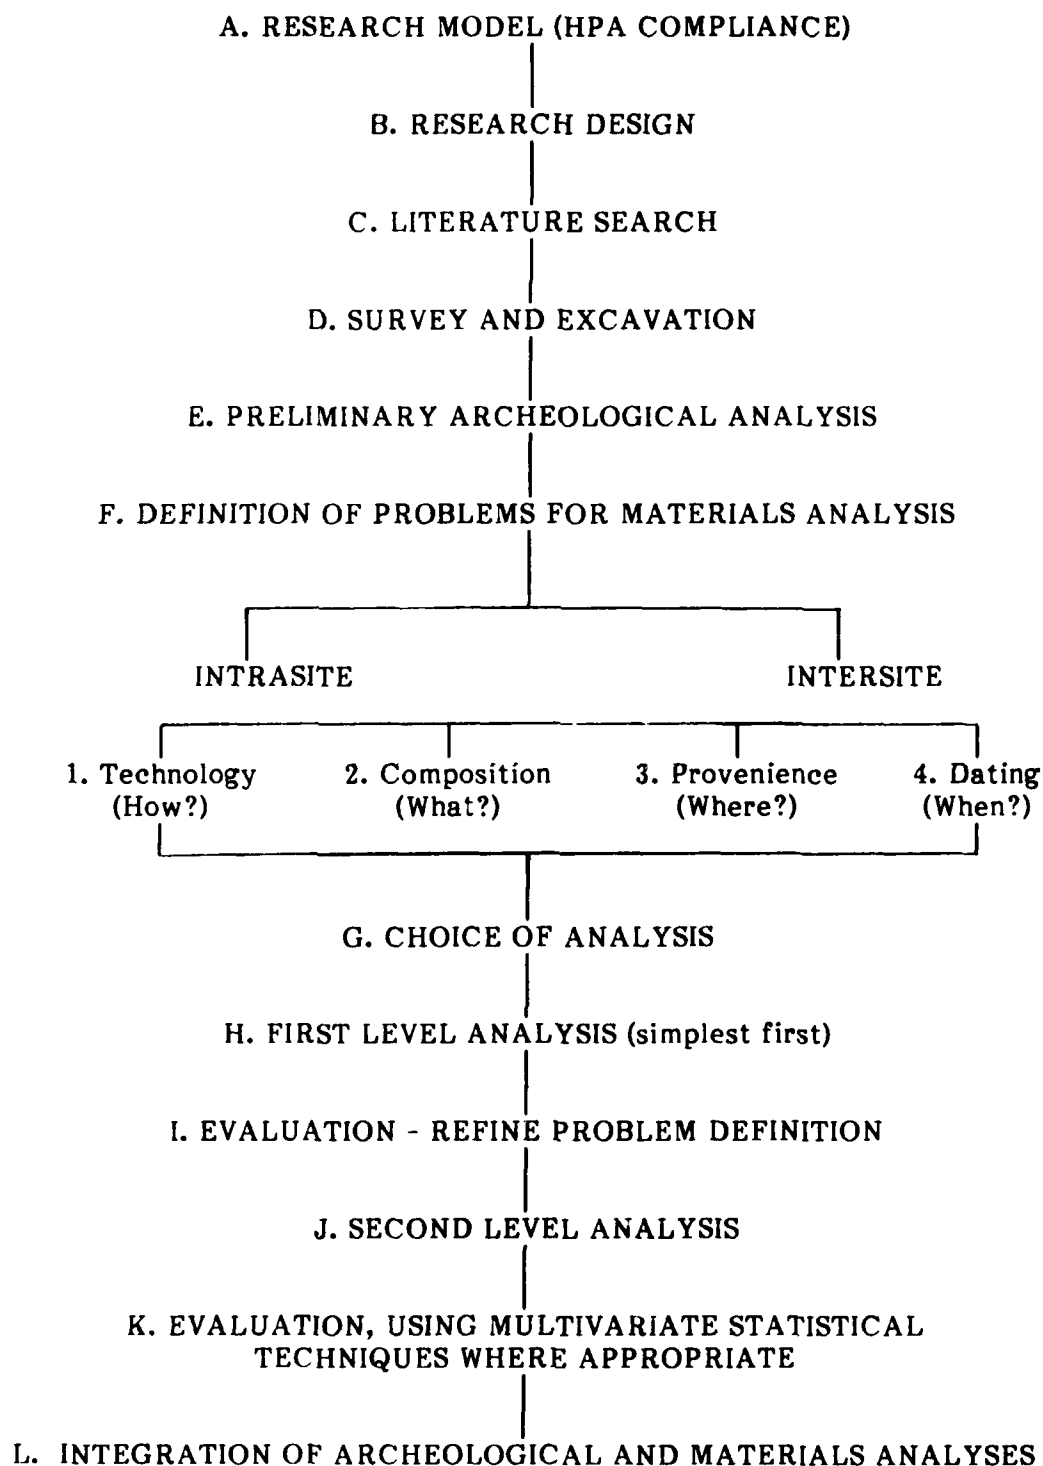 A. RESEARCH MODEL (HPA COMPLIANCE)
B. RESEARCH DESIGN
C. LITERATURE SEARCH
D. SURVEY AND EXCAVATION
E. PRELIMINARY ARCHEOLOGICAL ANALYSIS
F. DEFINITION OF PROBLEMS FOR MATERIALS ANALYSIS
INTRASITE INTERSITE
1. Technology 2. Composition 3. Provenience 4. Dating
(How?) (What?) (Where?) (When?)
G. CHOICE OF ANALYSIS
H. FIRST LEVEL ANALYSIS (simplest first)
I. EVALUATION - REFINE PROBLEM DEFINITION
J. SECOND LEVEL ANALYSIS
K. EVALUATION, USING MULTIVARIATE STATISTICAL
TECHNIQUES WHERE APPROPRIATE
L. INTEGRATION OF ARCHEOLOGICAL AND MATERIALS ANALYSES